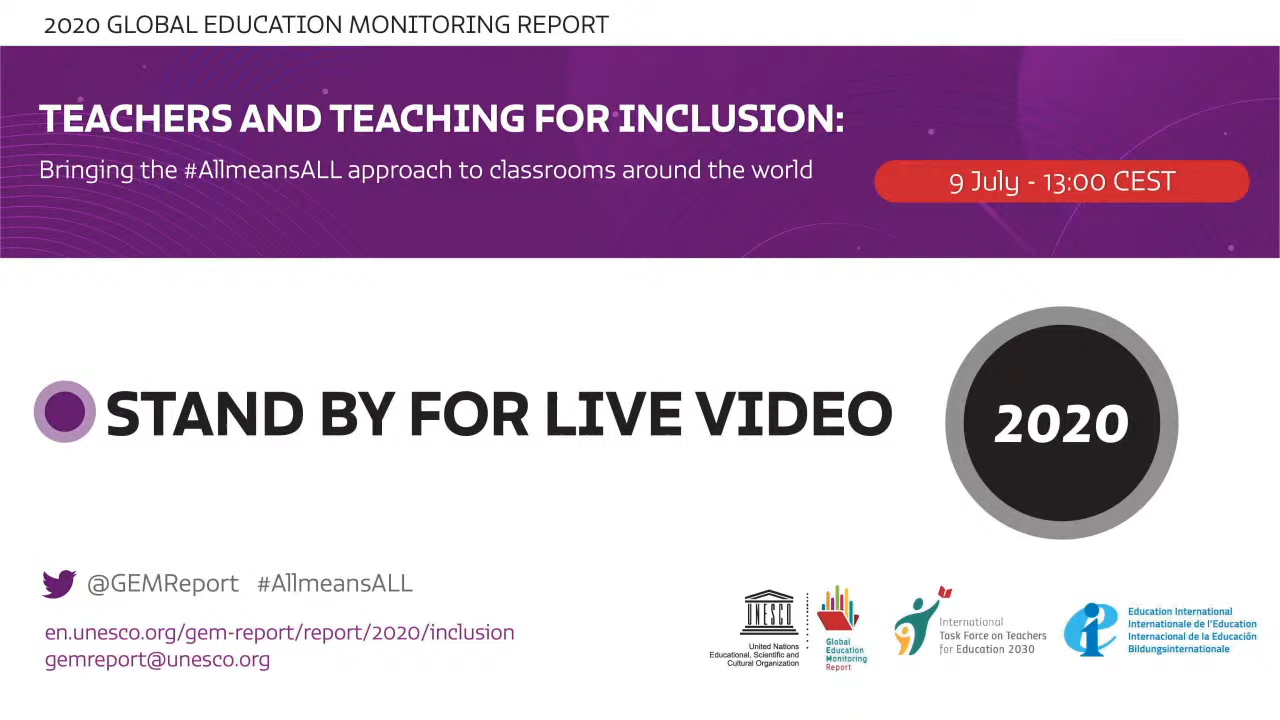 2020 GLOBAL EDUCATION MONITORING REPORT
TEACHERS AND TEACHING FOR INCLUSION:
Bringing the #AllmeansALL approach to classrooms around the world
9 July - 13:00 CEST
STAND BY FOR LIVE VIDEO
2020
@GEMReport #AllmeansALL
en.unesco.org/gem-report/report/2020/inclusion
gemreport@unesco.org
UNESCO
United Nations
Educational, Scientific and
Cultural Organization
Global
Education
Monitoring
Report
International
Task Force on Teachers
for Education 2030
Education International
Internationale de l'Education
Internacional de la Educación
Bildungsinternationale